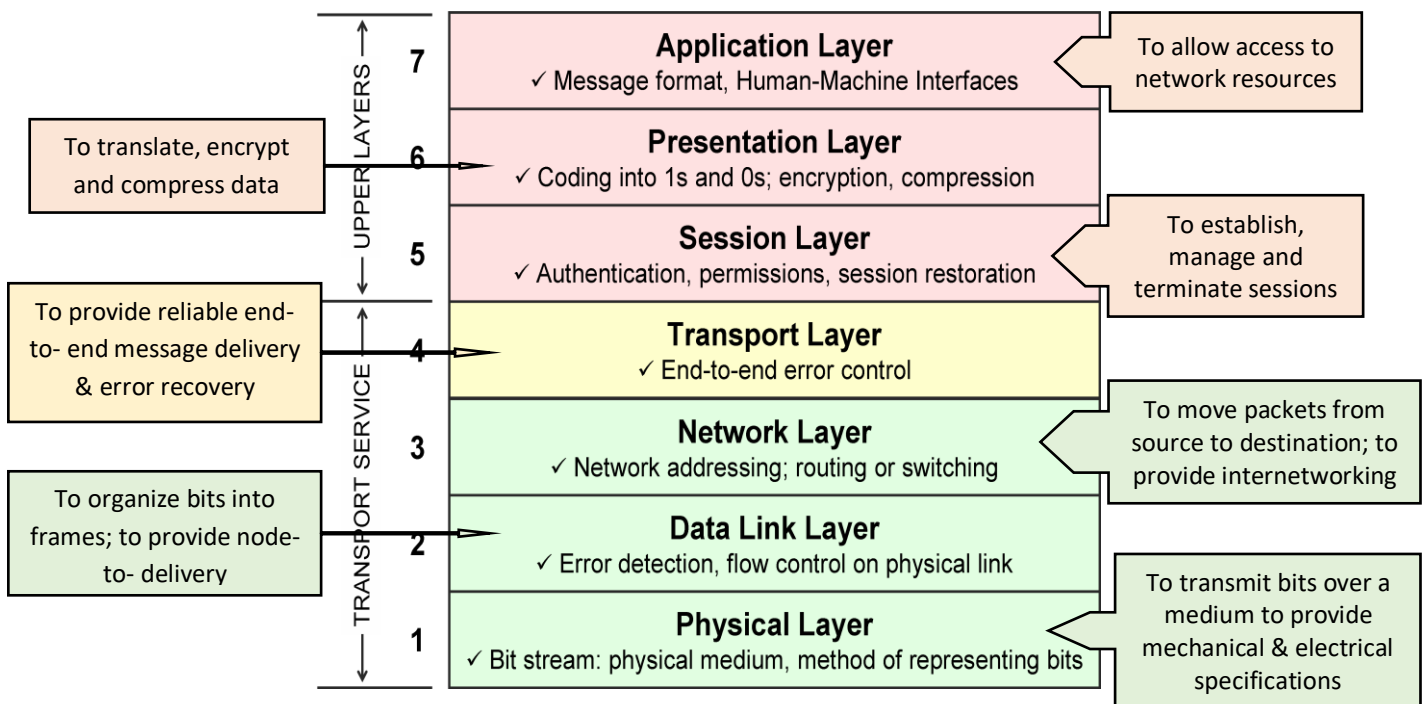 UPPER LAYERS
7
Application Layer
✓ Message format, Human-Machine Interfaces
To allow access to
network resources
To translate, encrypt
and compress data
6
Presentation Layer
✓ Coding into 1s and 0s; encryption, compression
5
Session Layer
✓ Authentication, permissions, session restoration
To establish,
manage and
terminate sessions
TRANSPORT SERVICE
To provide reliable end-
to- end message delivery
& error recovery
4
Transport Layer
✓ End-to-end error control
3
Network Layer
✓ Network addressing; routing or switching
To move packets from
source to destination; to
provide internetworking
To organize bits into
frames; to provide node-
to- delivery
2
Data Link Layer
✓ Error detection, flow control on physical link
1
Physical Layer
✓ Bit stream: physical medium, method of representing bits
To transmit bits over a
medium to provide
mechanical & electrical
specifications